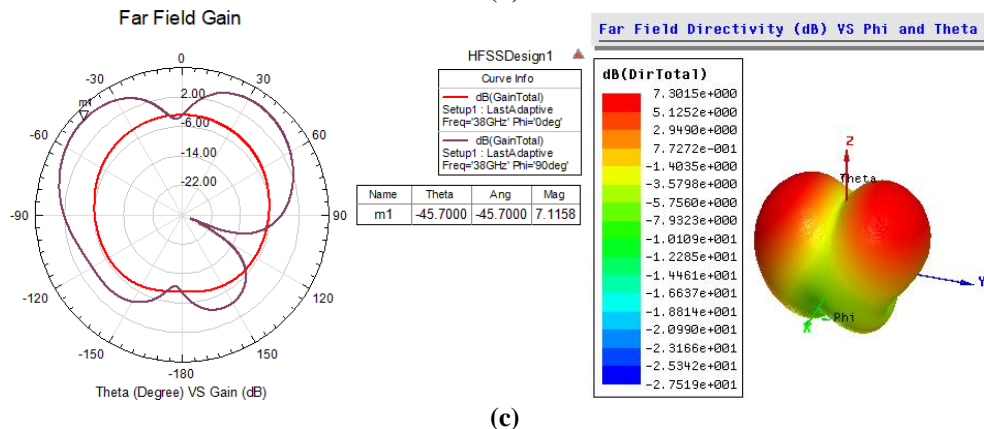 Far Field Gain
0
30
60
90
120
150
-180
-150
-120
-90
-60
-30
2.00
-6.00
-14.00
-22.00
m1
Theta (Degree) VS Gain (dB)
HFSSDesign1
Curve Info
dB(GainTotal)
Setup1 : LastAdaptive
Freq='38GHz' Phi='0deg'
dB(GainTotal)
Setup1 : LastAdaptive
Freq='38GHz' Phi='90deg'
Name Theta Ang Mag
m1 -45.7000 -45.7000 7.1158
Far Field Directivity (dB) VS Phi and Theta
dB(DirTotal)
7.3015e+000
5.1252e+000
2.9490e+000
7.7272e-001
-1.4035e+000
-3.5798e+000
-5.7560e+000
-7.9323e+000
-1.0109e+001
-1.2285e+001
-1.4461e+001
-1.6637e+001
-1.8814e+001
-2.0990e+001
-2.3166e+001
-2.5342e+001
-2.7519e+001
Z
Theta
Y
Phi
X
(c)